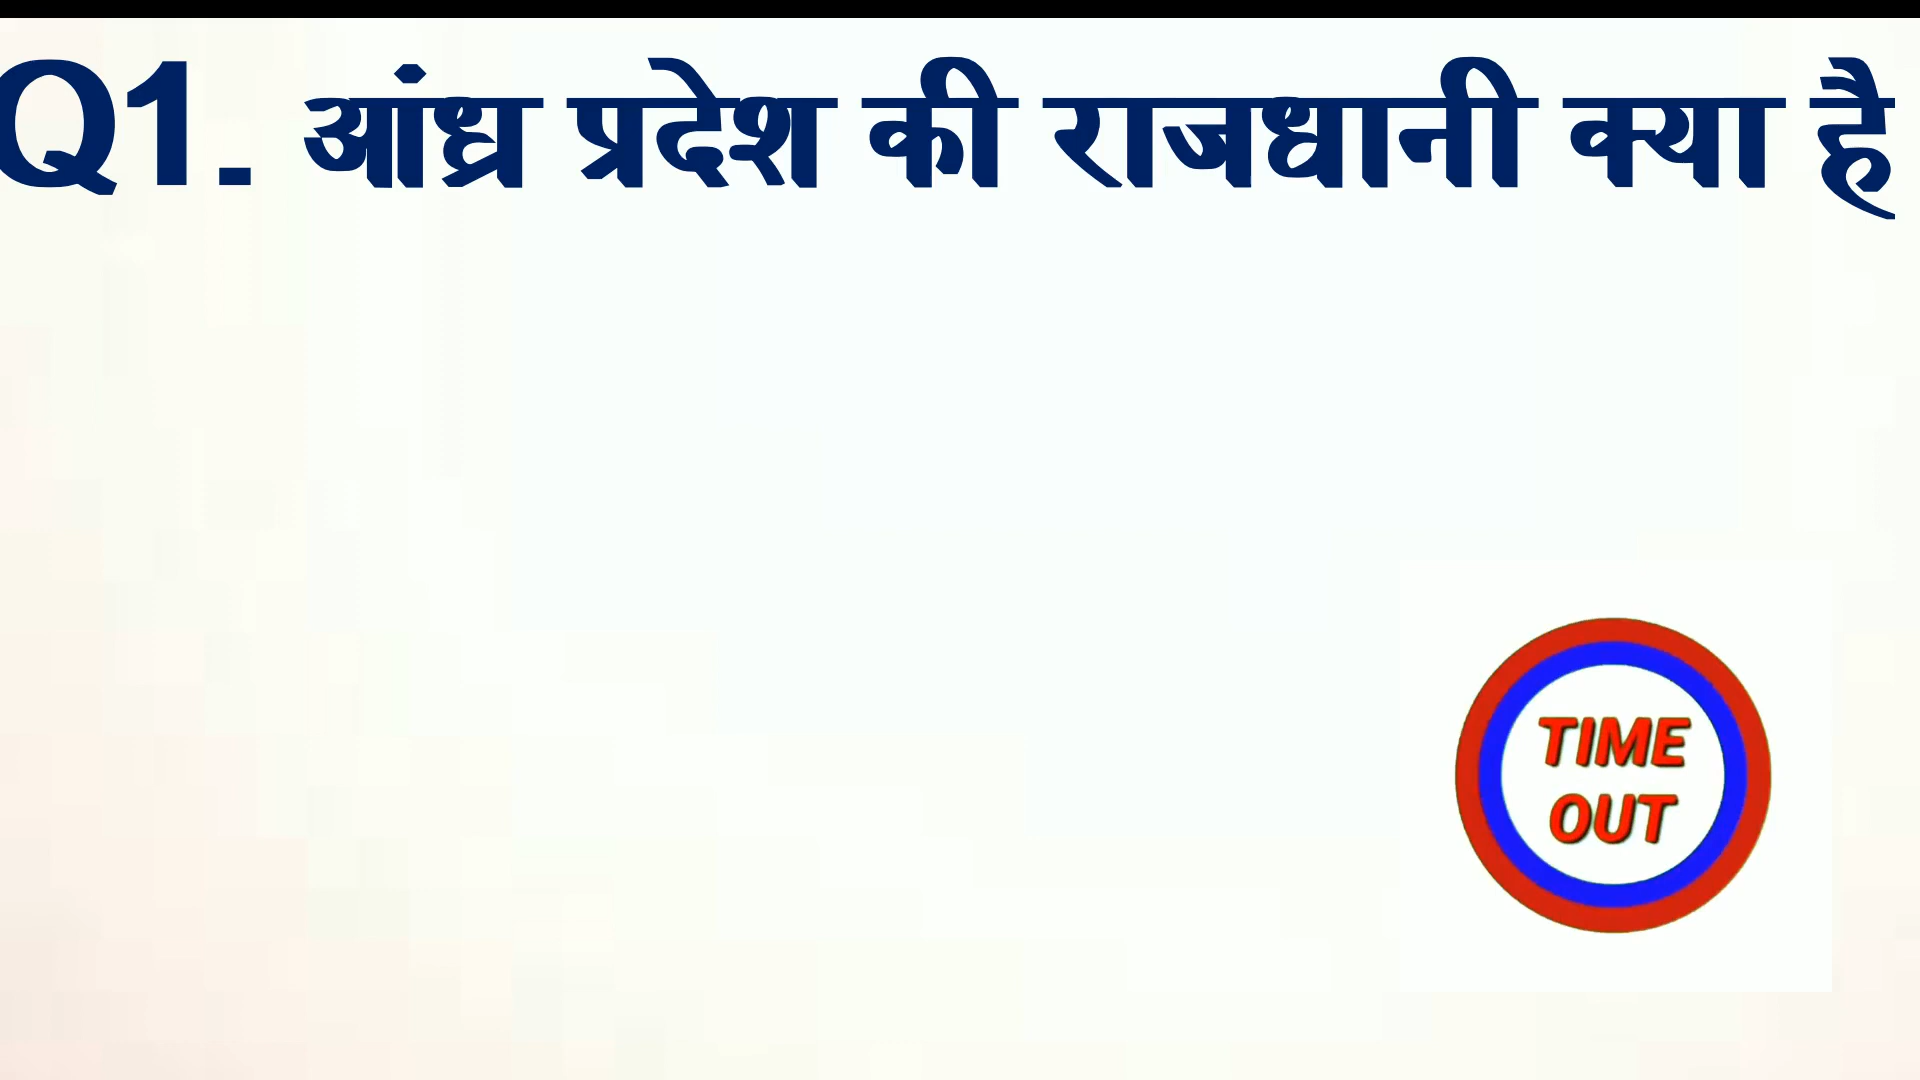 Q1. आंध्र प्रदेश की राजधानी क्या है
TIME
OUT